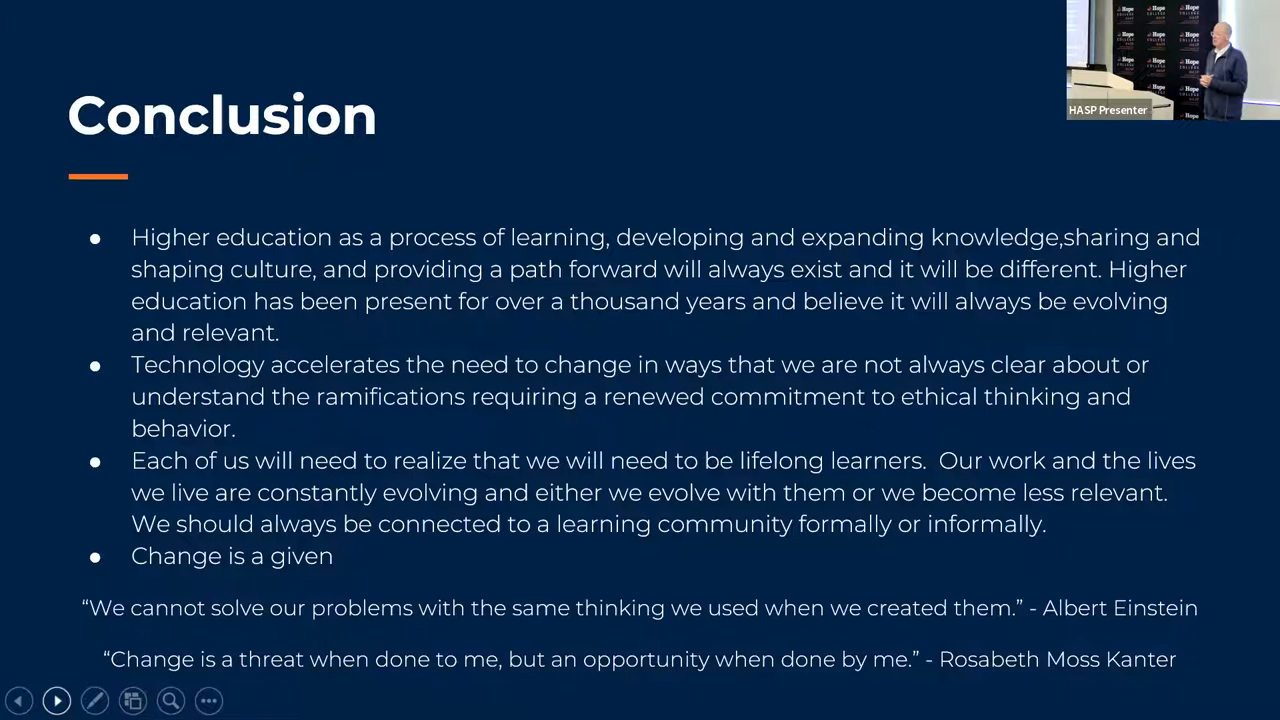 Conclusion
● Higher education as a process of learning, developing and expanding knowledge,sharing and
shaping culture, and providing a path forward will always exist and it will be different. Higher
education has been present for over a thousand years and believe it will always be evolving
and relevant.
● Technology accelerates the need to change in ways that we are not always clear about or
understand the ramifications requiring a renewed commitment to ethical thinking and
behavior.
● Each of us will need to realize that we will need to be lifelong learners.  Our work and the lives
we live are constantly evolving and either we evolve with them or we become less relevant.
We should always be connected to a learning community formally or informally.
● Change is a given
“We cannot solve our problems with the same thinking we used when we created them.” - Albert Einstein
“Change is a threat when done to me, but an opportunity when done by me.” - Rosabeth Moss Kanter
Hope
COLLEGE
HASP Presenter